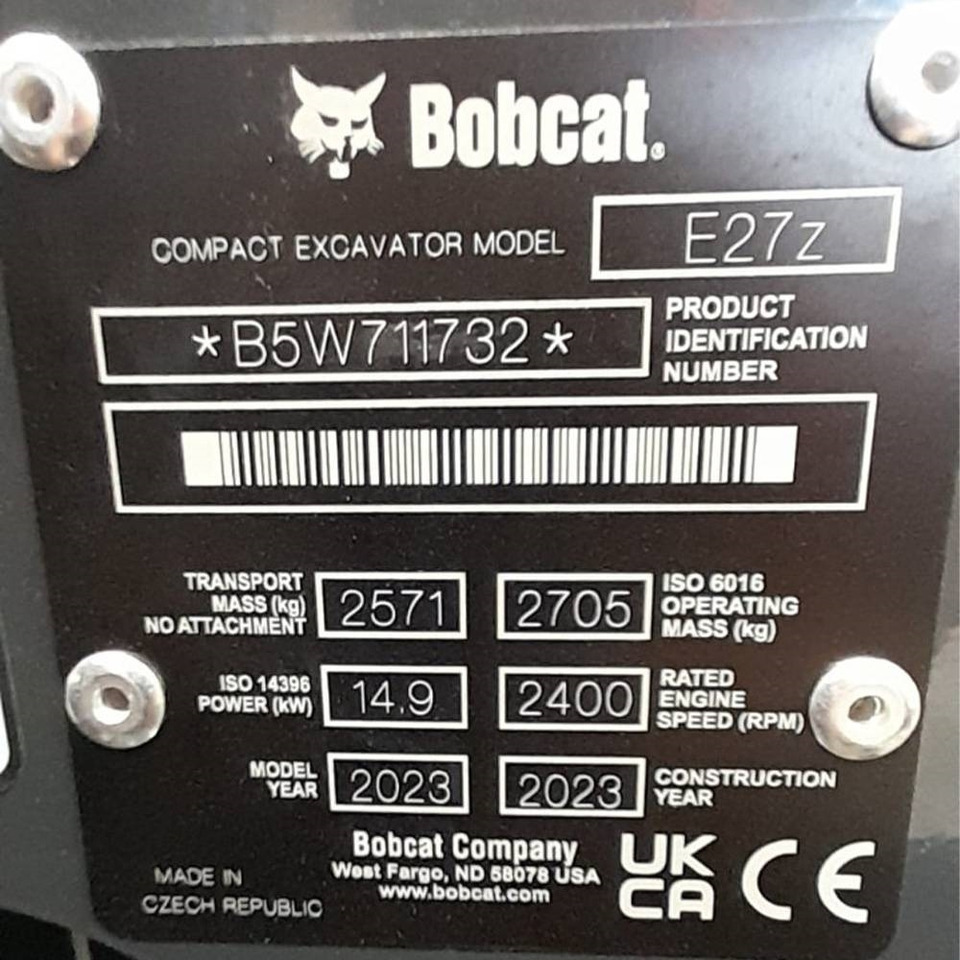 Bobcat®
COMPACT EXCAVATOR MODEL E27z
*B5W711732* PRODUCT
IDENTIFICATION
NUMBER
TRANSPORT
MASS (kg)
NO ATTACHMENT
2571
2705
ISO 6016
OPERATING
MASS (kg)
ISO 14396
POWER (kW)
14.9
2400
RATED
ENGINE
SPEED (RPM)
MODEL
YEAR
2023
2023
CONSTRUCTION
YEAR
MADE IN
CZECH REPUBLIC
Bobcat Company
West Fargo, ND 58078 USA
www.bobcat.com
UK
CA
CE